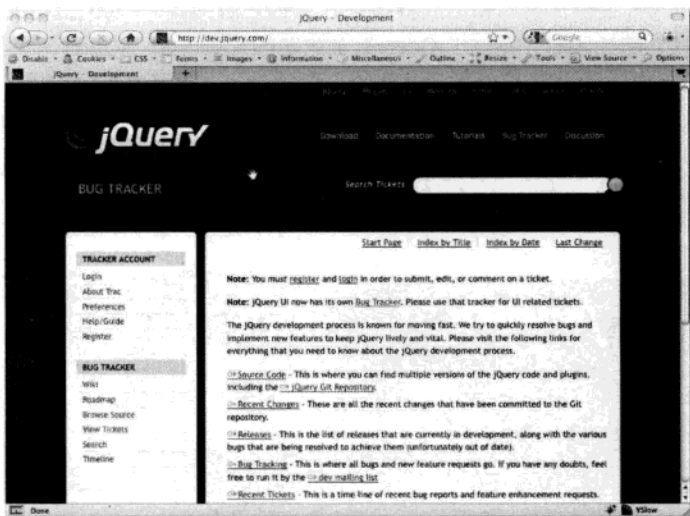 jQuery - Development
http://dev.jquery.com/
Google
Disable Cookies CSS Forms Images Information Miscellaneous Outline Resize Tools View Source Options
jQuery - Development
jQuery
Download Documentation Tutorials Bug Tracker Discussion
BUG TRACKER
Search Tickets
Start Page Index by Title Index by Date Last Change
TRACKER ACCOUNT
Login
About Trac
Preferences
Help/Guide
Register
BUG TRACKER
Wiki
Roadmap
Browse Source
View Tickets
Search
Timeline
Note: You must register and login in order to submit, edit, or comment on a ticket.
Note: jQuery UI now has its own Bug Tracker. Please use that tracker for UI related tickets.
The jQuery development process is known for moving fast. We try to quickly resolve bugs and
implement new features to keep jQuery lively and vital. Please visit the following links for
everything that you need to know about the jQuery development process.
Source Code - This is where you can find multiple versions of the jQuery code and plugins,
including the jQuery Git Repository.
Recent Changes - These are all the recent changes that have been committed to the Git
repository.
Releases - This is the list of releases that are currently in development, along with the various
bugs that are being resolved to achieve them (unfortunately out of date).
Bug Tracking - This is where all bugs and new feature requests go. If you have any doubts, feel
free to run it by the dev mailing list
Recent Tickets - This is a time line of recent bug reports and feature enhancement requests.
Done
YSlow